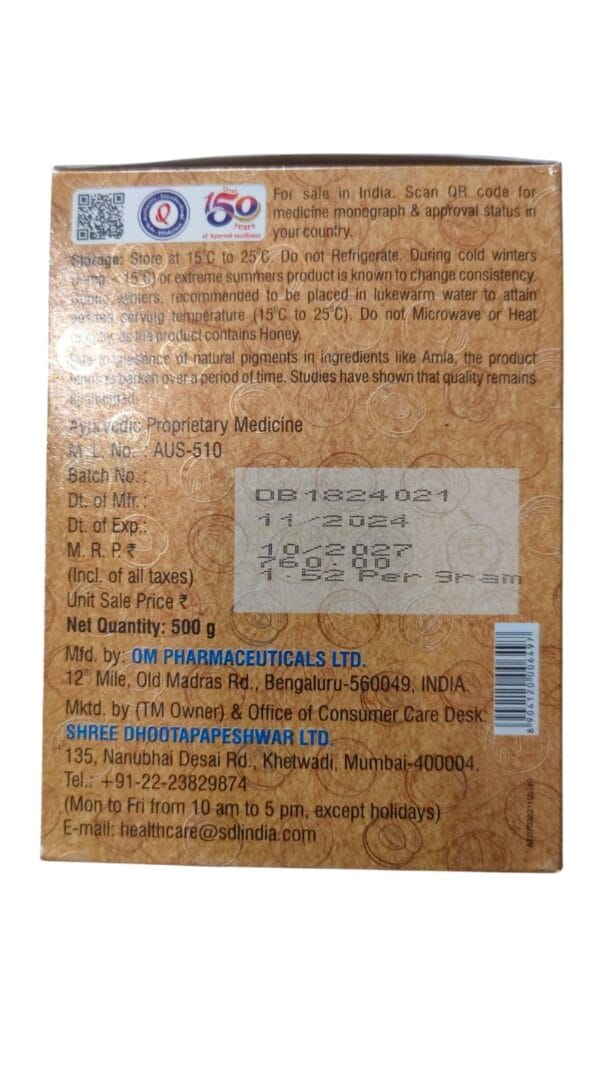 Over
150
Years
of Ayurved excellence
For sale in India. Scan QR code for
medicine monograph & approval status in
your country.
Storage: Store at 15°C to 25°C. Do not Refrigerate. During cold winters
< 15°C) or extreme summers product is known to change consistency.
winters, recommended to be placed in lukewarm water to attain
desired serving temperature (15°C to 25°C). Do not Microwave or Heat
as the product contains Honey.
presence of natural pigments in ingredients like Amla, the product
over a period of time. Studies have shown that quality remains
Ayurvedic Proprietary Medicine
M. L. No. : AUS-510
Batch No. :
Dt. of Mfr. :
Dt. of Exp.:
M. R. P. ₹
(Incl. of all taxes)
Unit Sale Price ₹
DB1824021
11/2024
10/2027
760.00
1.52 Per gram
Net Quantity: 500 g
Mfd. by: OM PHARMACEUTICALS LTD.
12th Mile, Old Madras Rd., Bengaluru-560049, INDIA.
Mktd. by (TM Owner) & Office of Consumer Care Desk:
SHREE DHOOTAPAPESHWAR LTD.
135, Nanubhai Desai Rd., Khetwadi, Mumbai-400004.
Tel.: +91-22-23829874
(Mon to Fri from 10 am to 5 pm, except holidays)
E-mail: healthcare@sdlindia.com
8 904120 006497